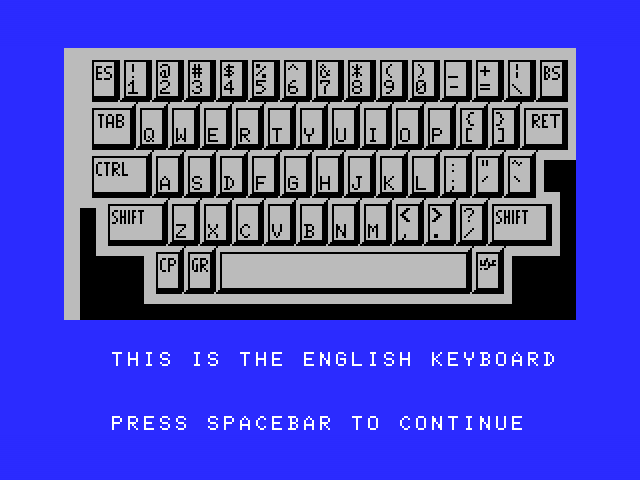 ES ! 1 @ 2 # 3 $ 4 % 5 ^ 6 & 7 * 8 ( 9 ) 0 _ - + = ¦ \ BS
TAB Q W E R T Y U I O P { [ } ] RET
CTRL A S D F G H J K L : ; " ' ~ `
SHIFT Z X C V B N M < , > . ? / SHIFT
CP GR
THIS IS THE ENGLISH KEYBOARD
PRESS SPACEBAR TO CONTINUE